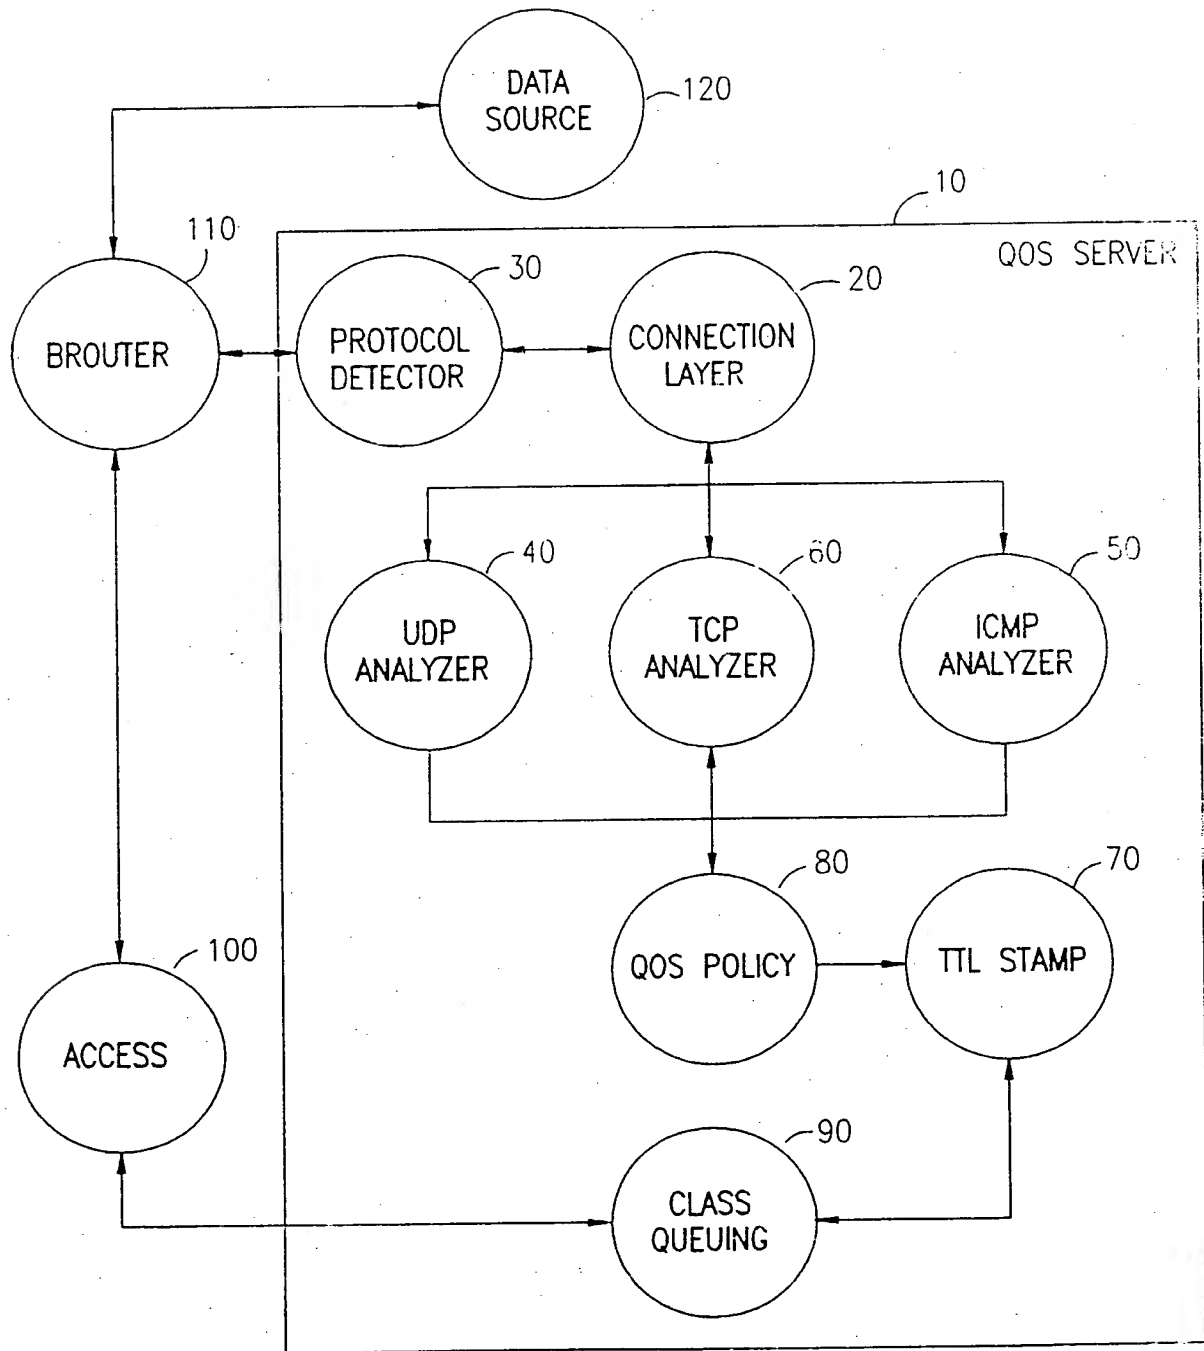 DATA
SOURCE
120
10
QOS SERVER
110
BROUTER
30
PROTOCOL
DETECTOR
20
CONNECTION
LAYER
40
UDP
ANALYZER
60
TCP
ANALYZER
50
ICMP
ANALYZER
80
QOS POLICY
70
TTL STAMP
100
ACCESS
90
CLASS
QUEUING